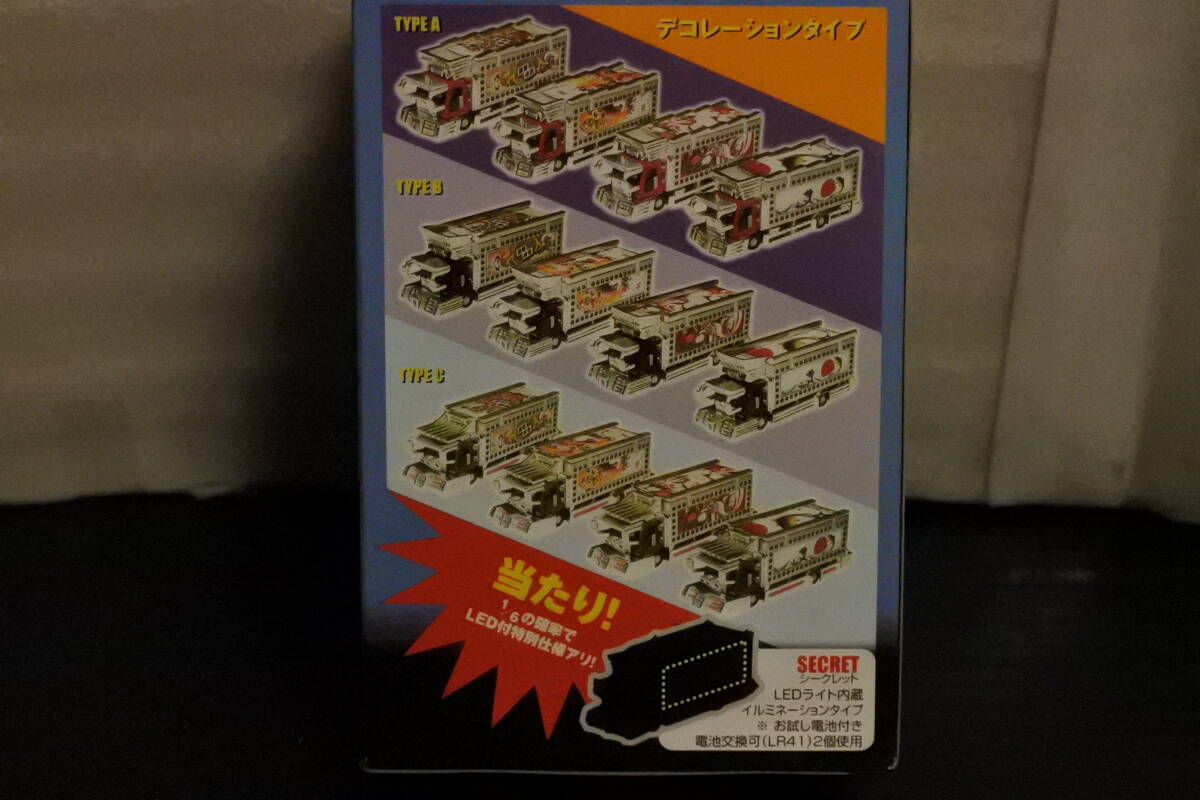 TYPE A
デコレーションタイプ
TYPE B
TYPE C
当たり!
1/6の確率で
LED付特別仕様アリ!
SECRET
シークレット
LEDライト内蔵
イルミネーションタイプ
※ お試し電池付き
電池交換可(LR41)2個使用